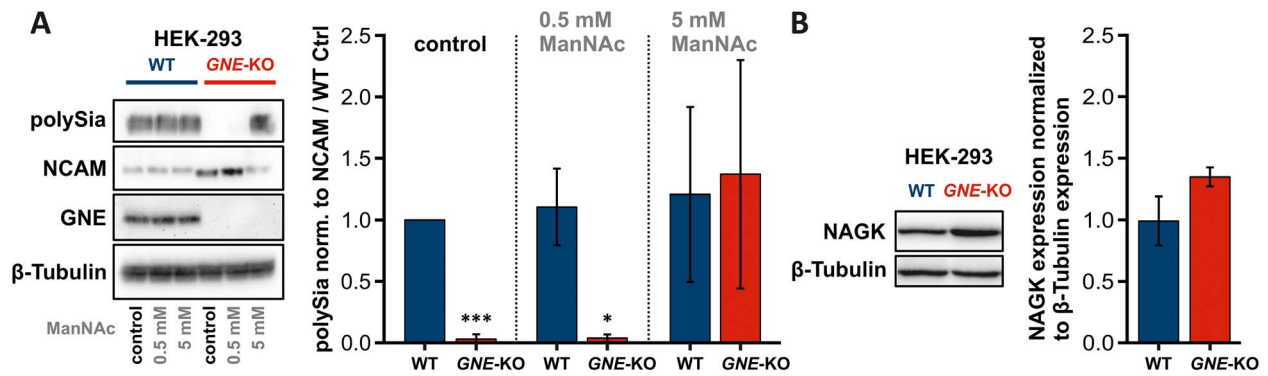 A
HEK-293
WT GNE-KO
polySia
NCAM
GNE
β-Tubulin
ManNAc
control
0.5 mM
5 mM
control
0.5 mM
5 mM
polySia norm. to NCAM / WT Ctrl
2.5
2.0
1.5
1.0
0.5
0.0
control
0.5 mM
ManNAc
5 mM
ManNAc
***
*
WT GNE-KO WT GNE-KO WT GNE-KO
B
HEK-293
WT GNE-KO
NAGK
β-Tubulin
NAGK expression normalized
to β-Tubulin expression
2.5
2.0
1.5
1.0
0.5
0.0
WT GNE-KO